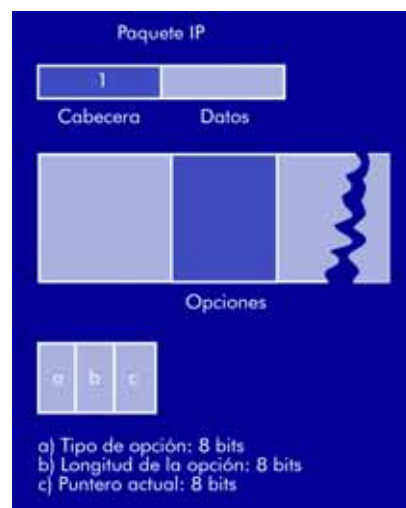 Paquete IP
1
Cabecera Datos
Opciones
a b c
a) Tipo de opción: 8 bits
b) Longitud de la opción: 8 bits
c) Puntero actual: 8 bits